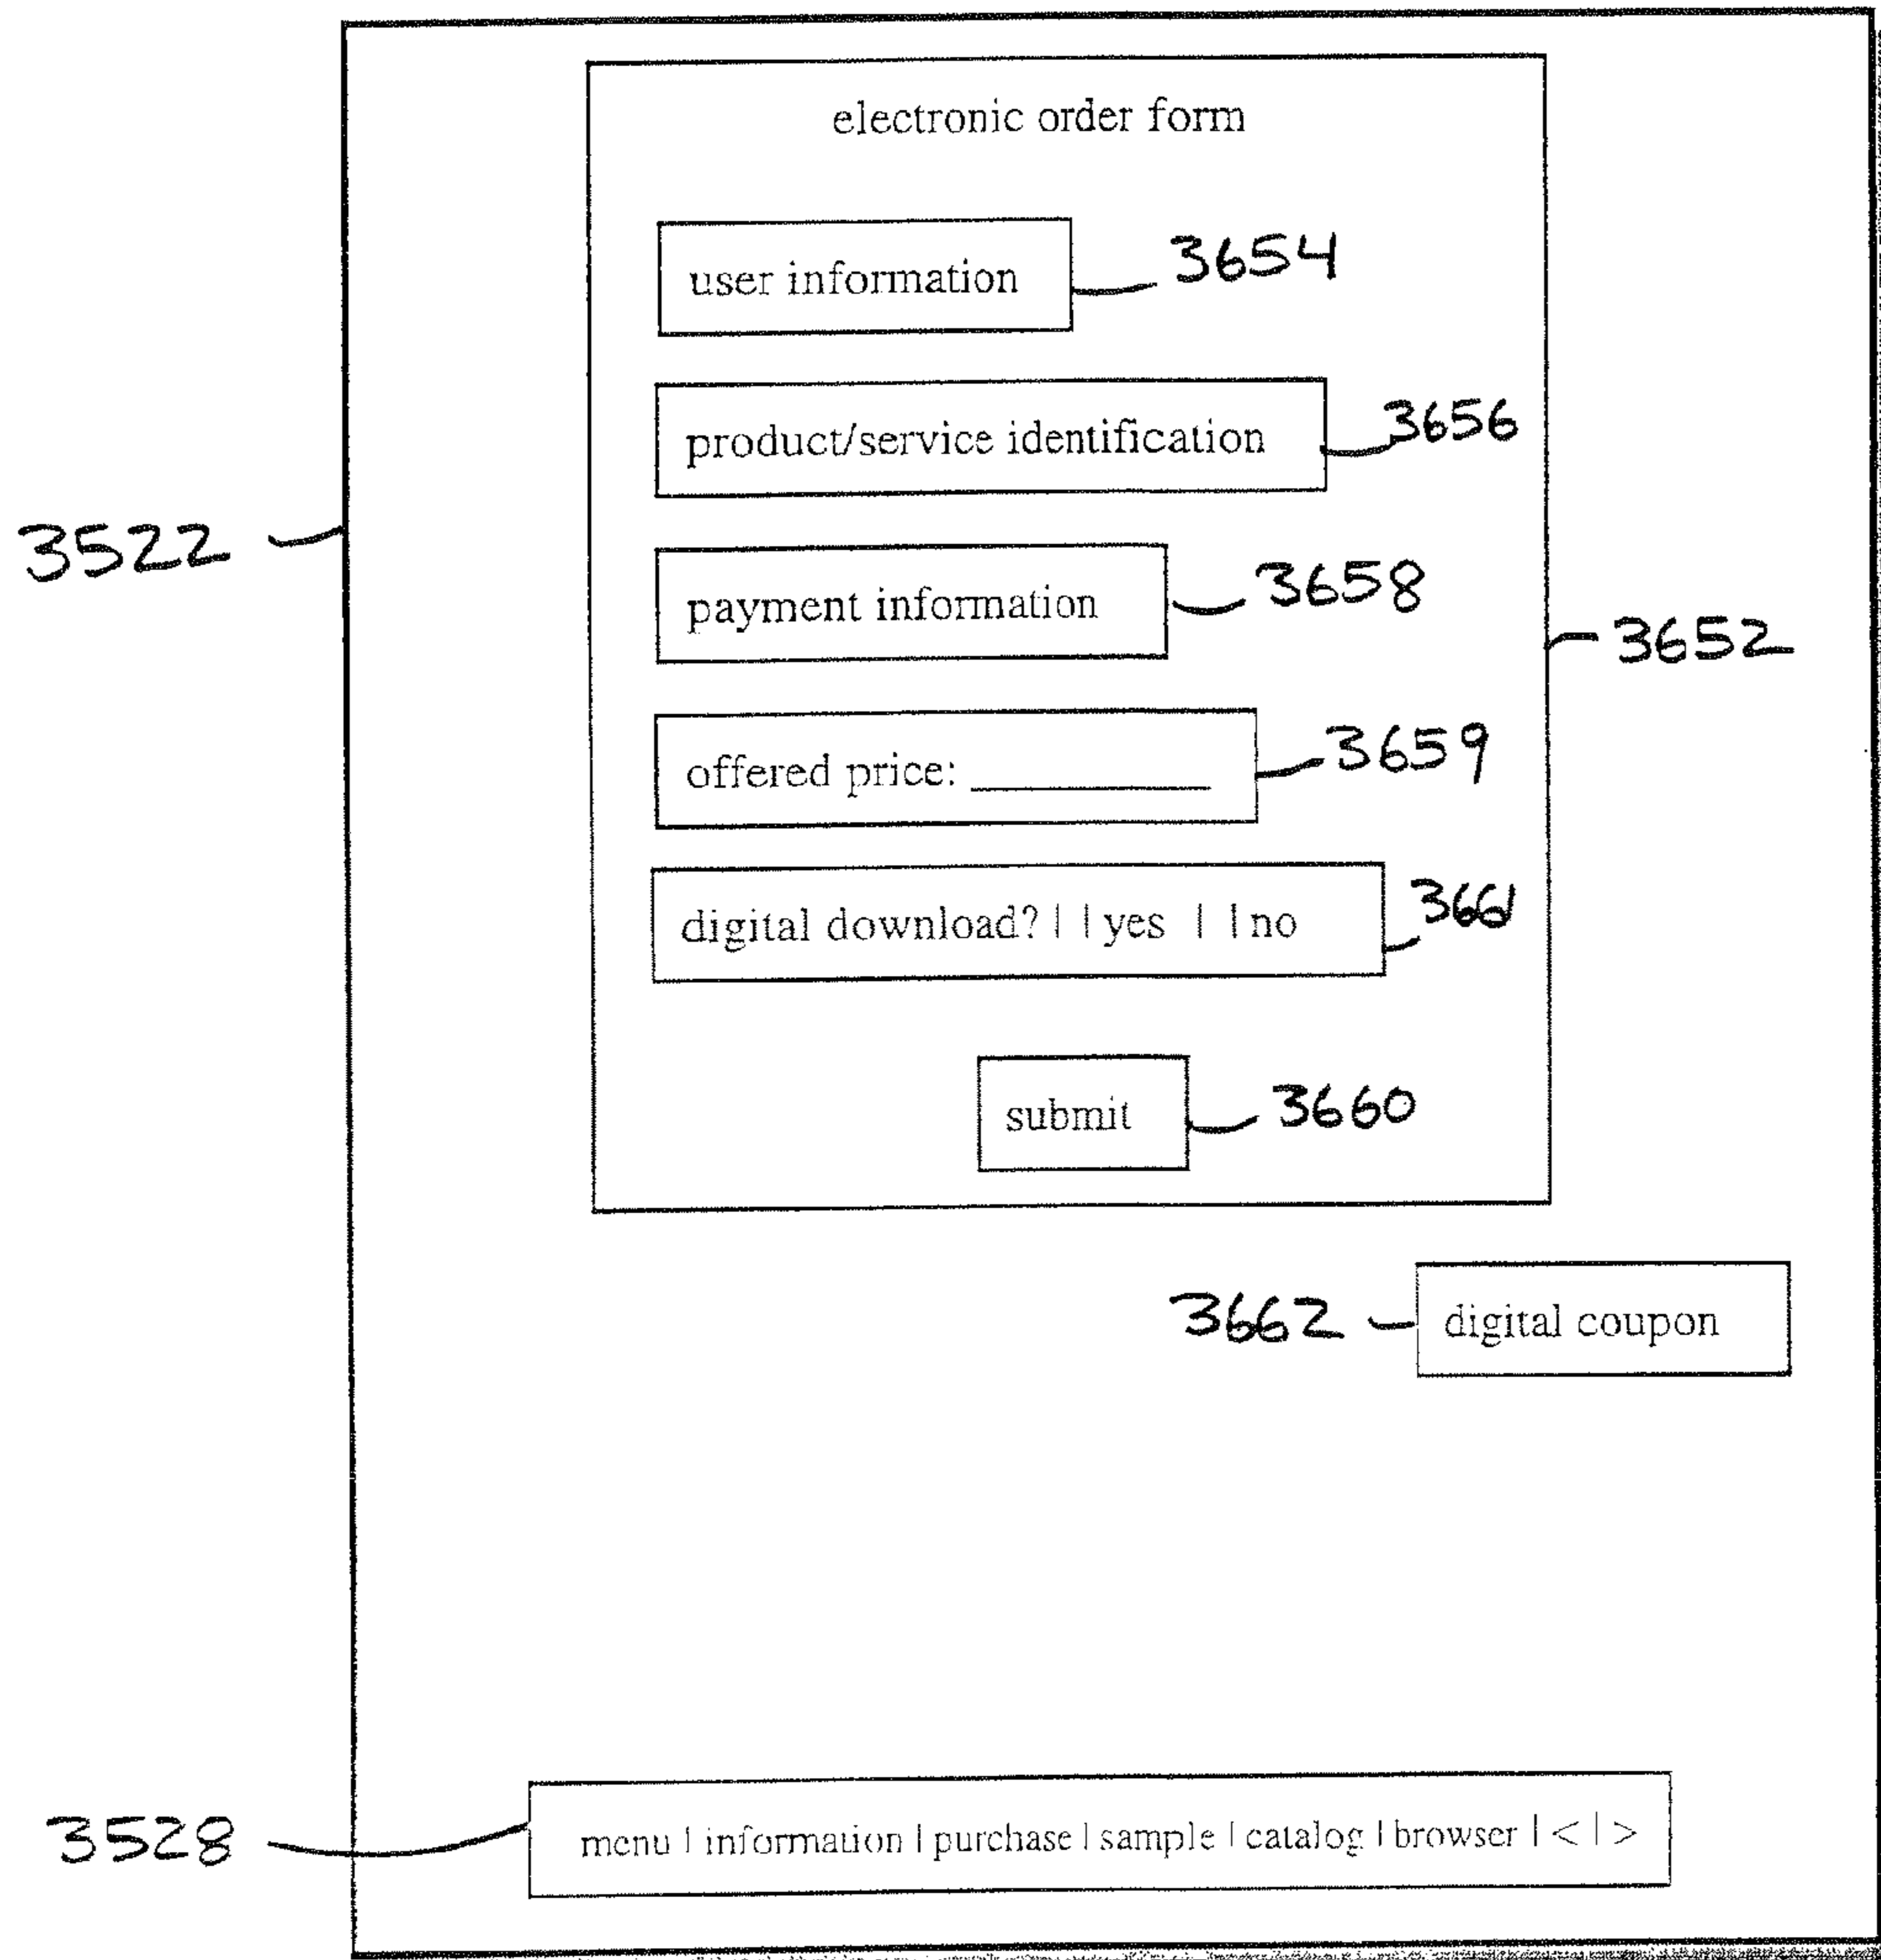 electronic order form
user information 3654
product/service identification 3656
3522
payment information 3658
3652
offered price: __________ 3659
digital download? | | yes | | no 3661
submit 3660
3662 digital coupon
3528 menu | information | purchase | sample | catalog | browser | < | >